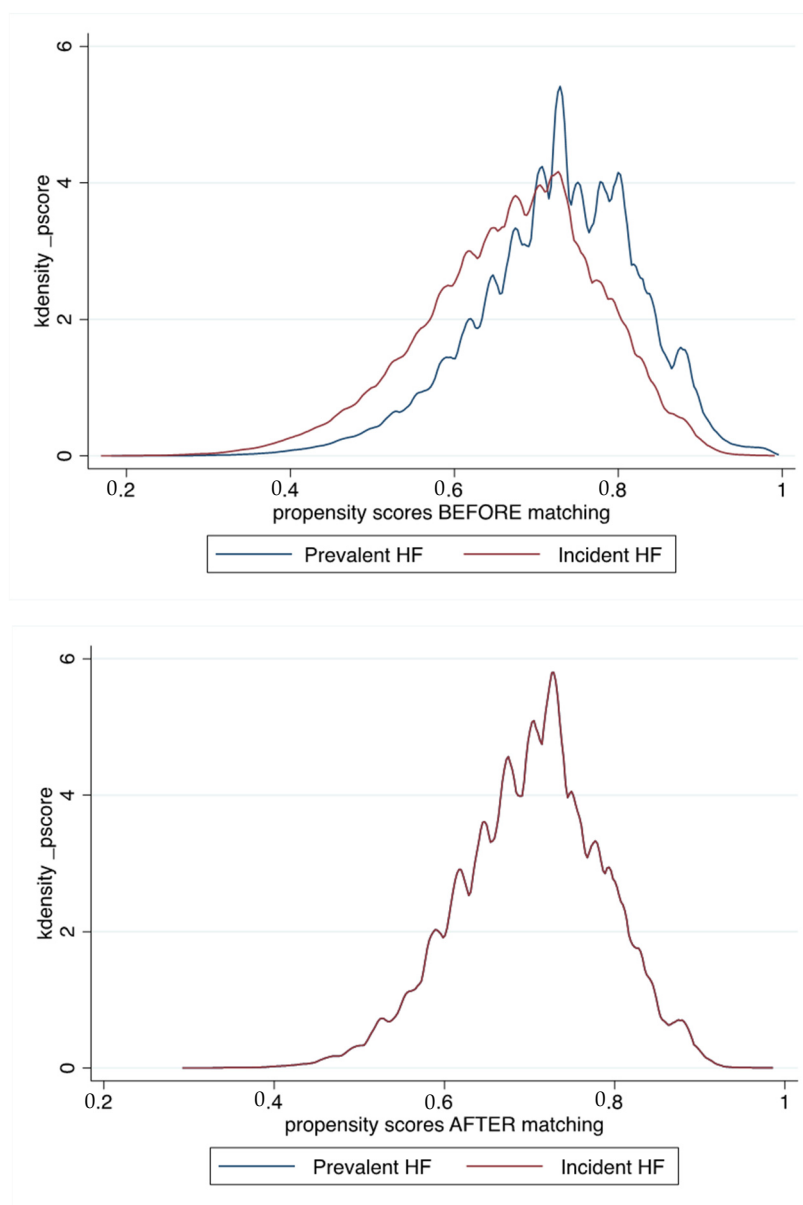 6
4
2
0
kdensity _pscore
0.2 0.4 0.6 0.8 1
propensity scores BEFORE matching
Prevalent HF Incident HF
6
4
2
0
kdensity _pscore
0.2 0.4 0.6 0.8 1
propensity scores AFTER matching
Prevalent HF Incident HF